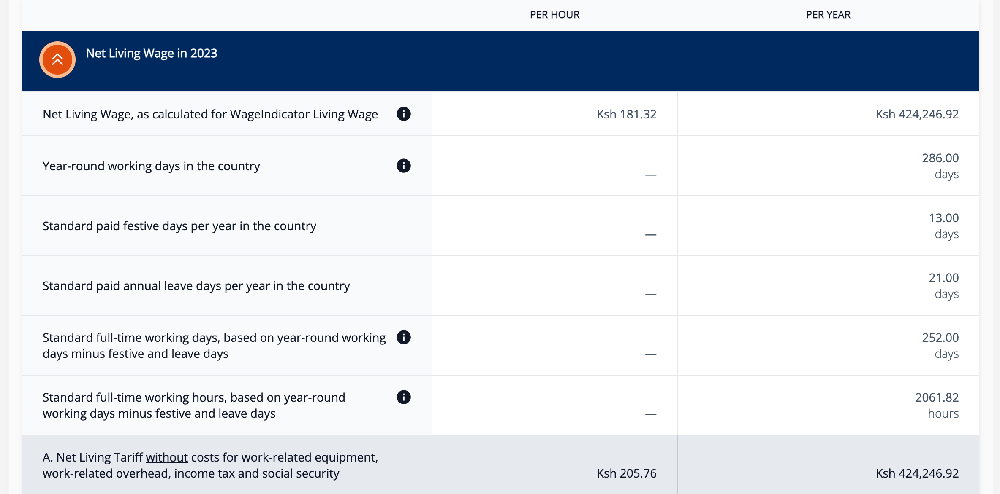 PER HOUR PER YEAR
Net Living Wage in 2023
Net Living Wage, as calculated for WageIndicator Living Wage Ksh 181.32 Ksh 424,246.92
Year-round working days in the country — 286.00
days
Standard paid festive days per year in the country — 13.00
days
Standard paid annual leave days per year in the country — 21.00
days
Standard full-time working days, based on year-round working 252.00
days minus festive and leave days — days
Standard full-time working hours, based on year-round 2061.82
working days minus festive and leave days — hours
A. Net Living Tariff without costs for work-related equipment,
work-related overhead, income tax and social security Ksh 205.76 Ksh 424,246.92